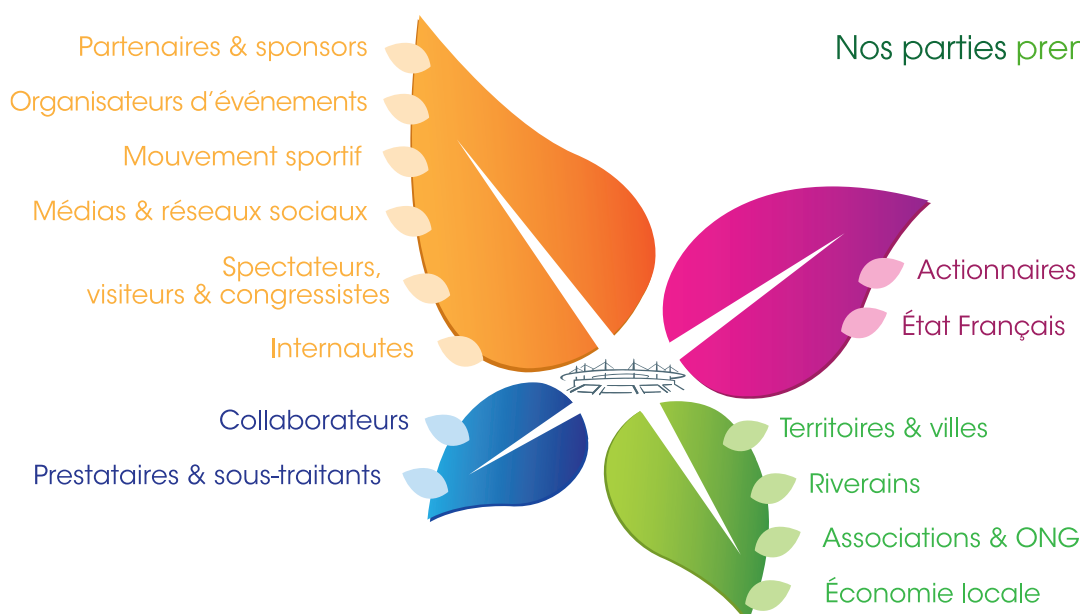 Nos parties pren
Partenaires & sponsors
Organisateurs d’événements
Mouvement sportif
Médias & réseaux sociaux
Spectateurs,
visiteurs & congressistes
Internautes
Actionnaires
État Français
Collaborateurs
Prestataires & sous-traitants
Territoires & villes
Riverains
Associations & ONG
Économie locale